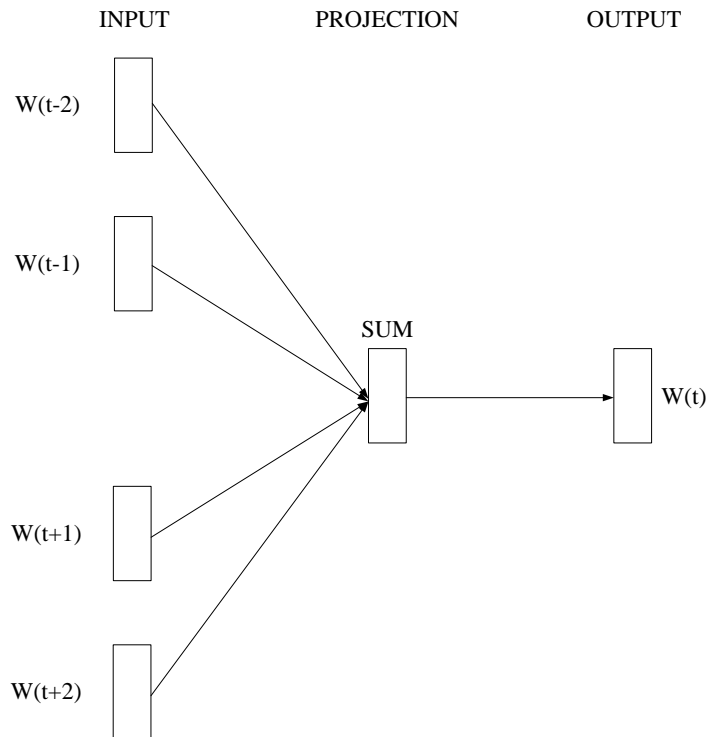 INPUT PROJECTION OUTPUT
W(t-2)
W(t-1)
SUM
W(t)
W(t+1)
W(t+2)